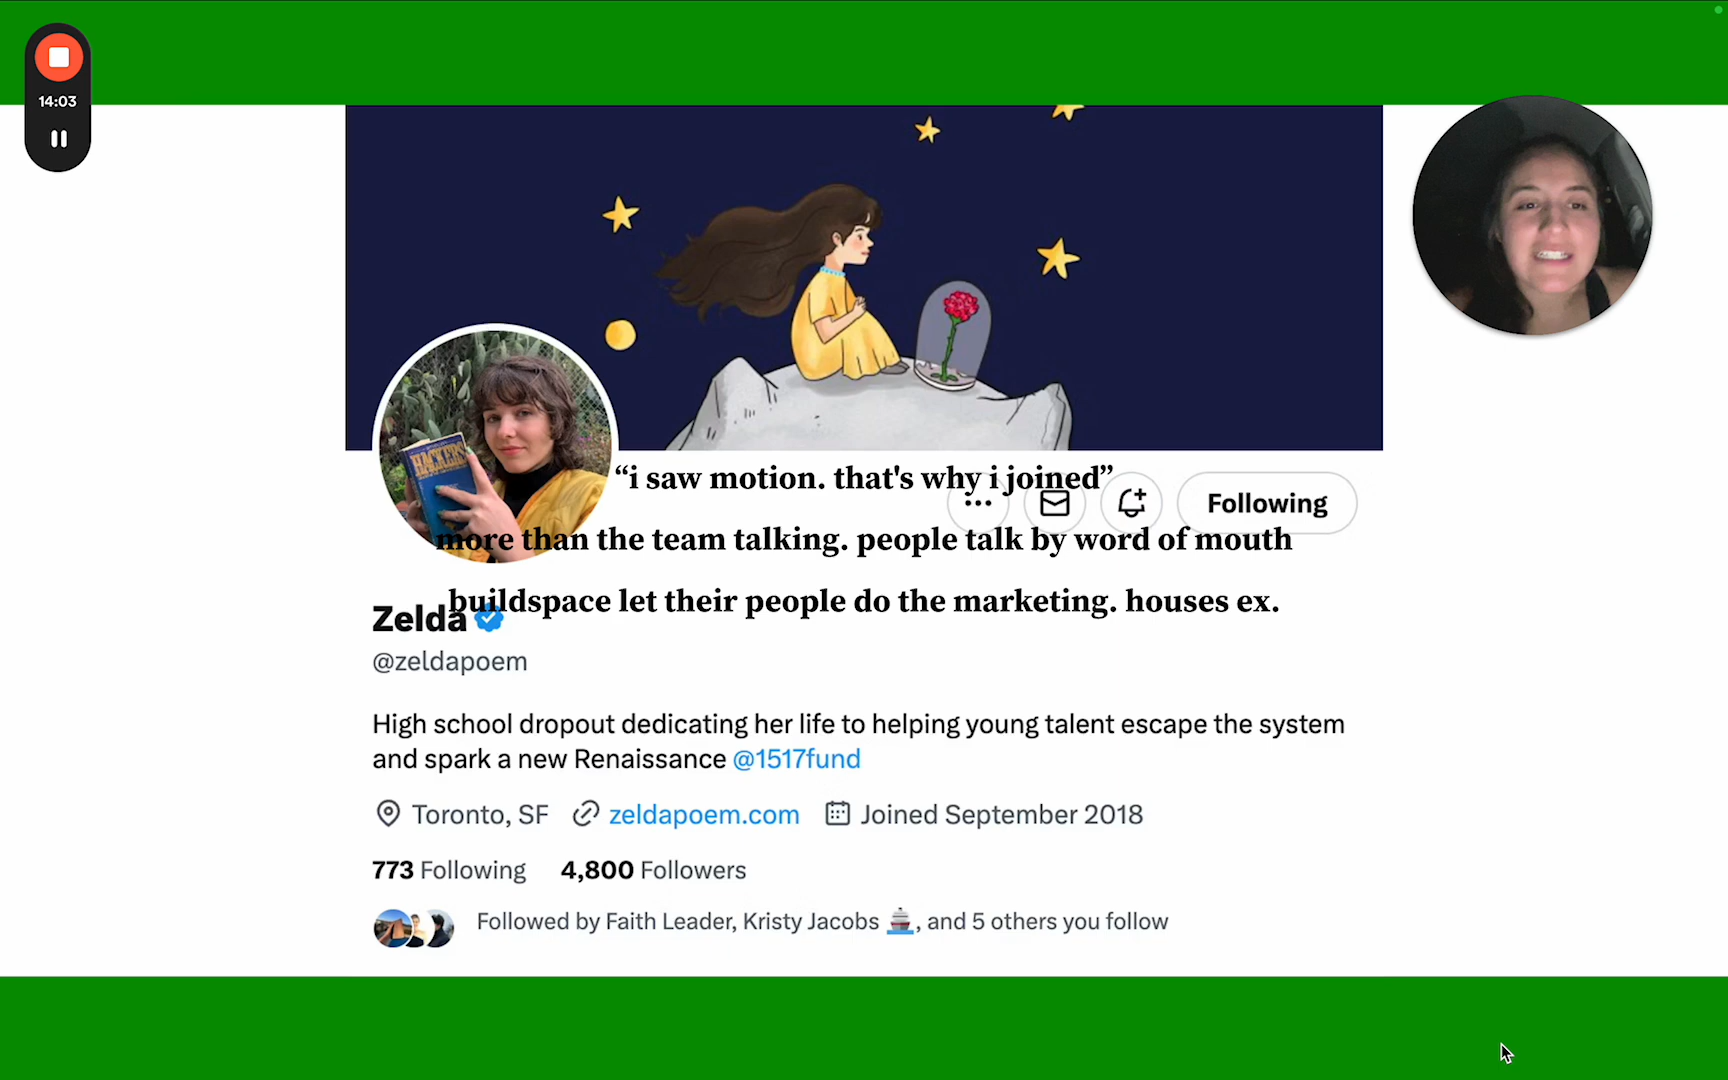 14:03
HACKERS
“i saw motion. that's why i joined”
Following
more than the team talking. people talk by word of mouth
buildspace let their people do the marketing. houses ex.
Zelda
@zeldapoem
High school dropout dedicating her life to helping young talent escape the system
and spark a new Renaissance @1517fund
Toronto, SF zeldapoem.com Joined September 2018
773 Following 4,800 Followers
Followed by Faith Leader, Kristy Jacobs 🛳️, and 5 others you follow